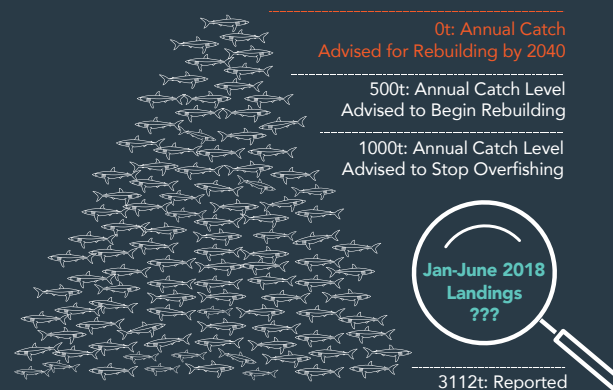 0t: Annual Catch
Advised for Rebuilding by 2040
500t: Annual Catch Level
Advised to Begin Rebuilding
1000t: Annual Catch Level
Advised to Stop Overfishing
Jan-June 2018
Landings
???
3112t: Reported